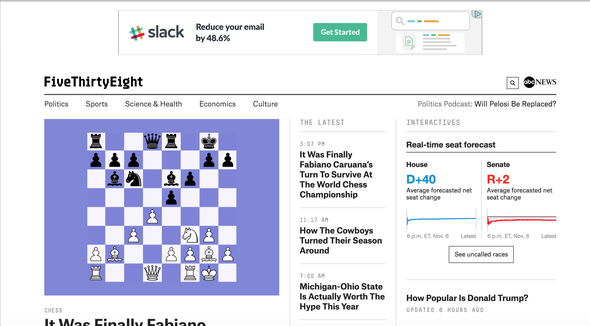 slack
Reduce your email
by 48.6%
Get Started
FiveThirtyEight
abc NEWS
Politics
Sports
Science & Health
Economics
Culture
Politics Podcast: Will Pelosi Be Replaced?
THE LATEST
3:07 PM
It Was Finally
Fabiano Caruana's
Turn To Survive At
The World Chess
Championship
11:17 AM
How The Cowboys
Turned Their Season
Around
7:00 AM
Michigan-Ohio State
Is Actually Worth The
Hype This Year
INTERACTIVES
Real-time seat forecast
House
D+40
Average forecasted net
seat change
6 p.m. ET, Nov. 6
Latest
Senate
R+2
Average forecasted net
seat change
6 p.m. ET, Nov. 6
Latest
See uncalled races
How Popular Is Donald Trump?
UPDATED 6 HOURS AGO
CHESS
It Was Finally Fabiano